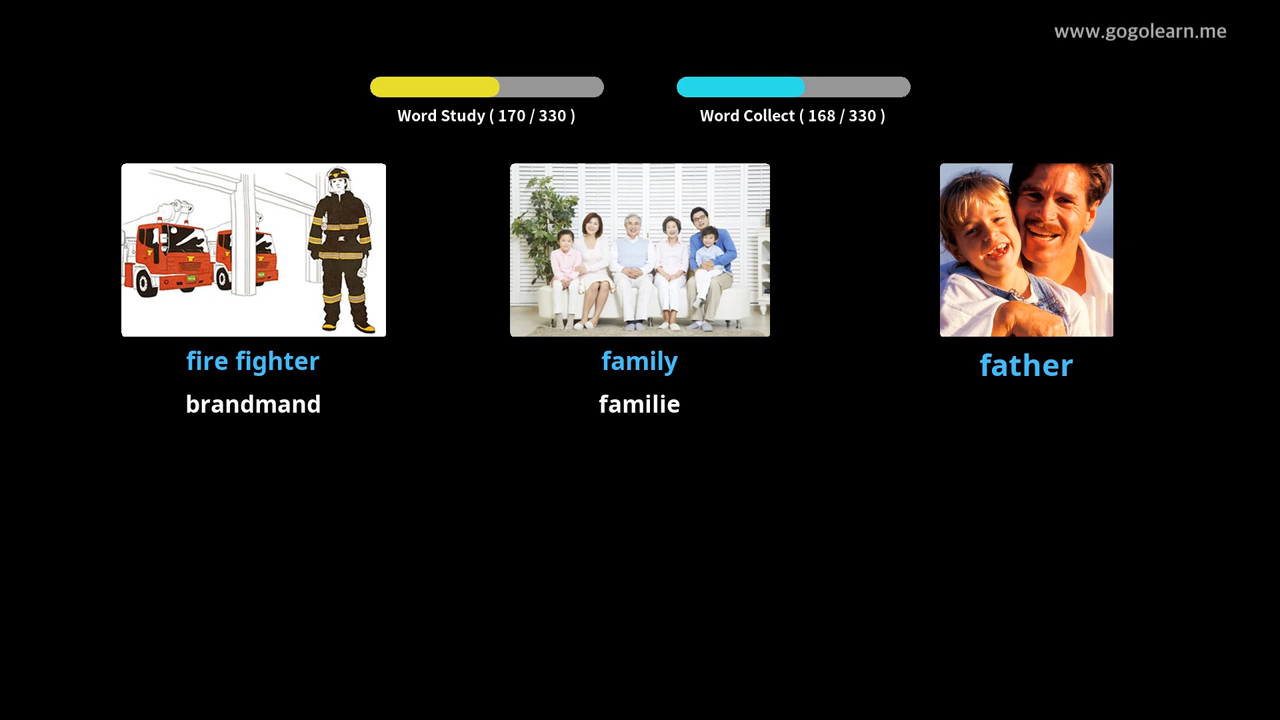 www.gogolearn.me
Word Study ( 170 / 330 )
Word Collect ( 168 / 330 )
fire fighter
family
father
brandmand
familie